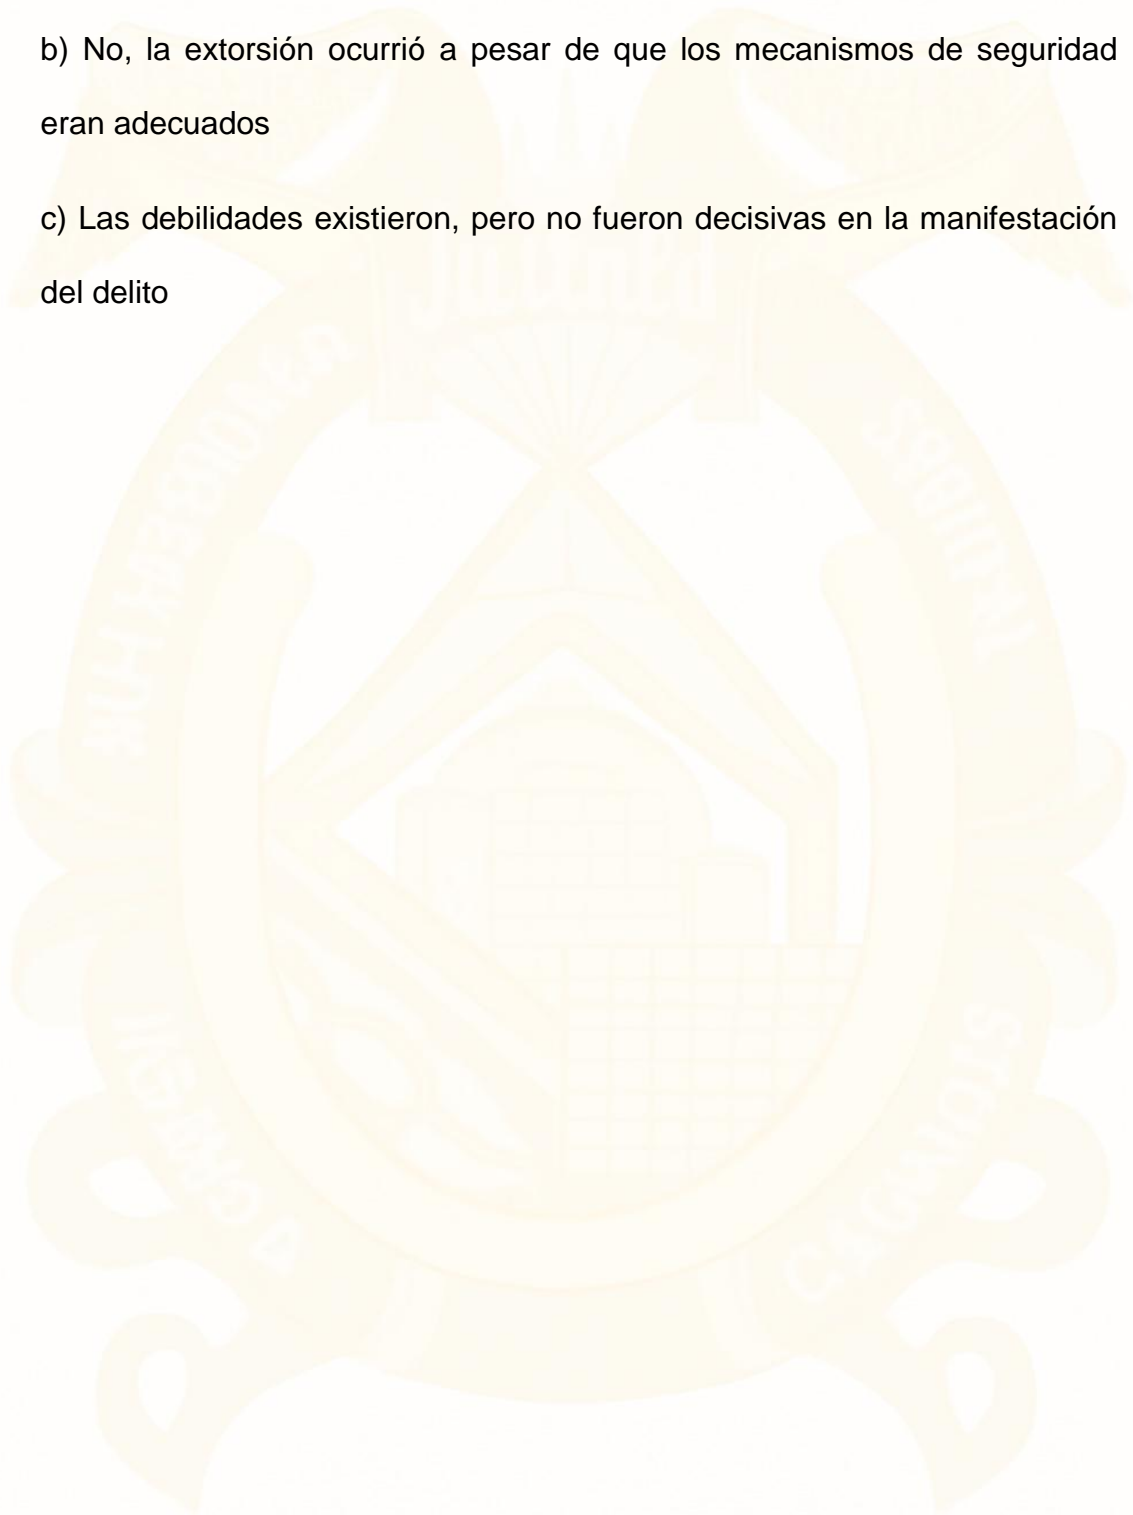 b) No, la extorsión ocurrió a pesar de que los mecanismos de seguridad
eran adecuados
c) Las debilidades existieron, pero no fueron decisivas en la manifestación
del delito